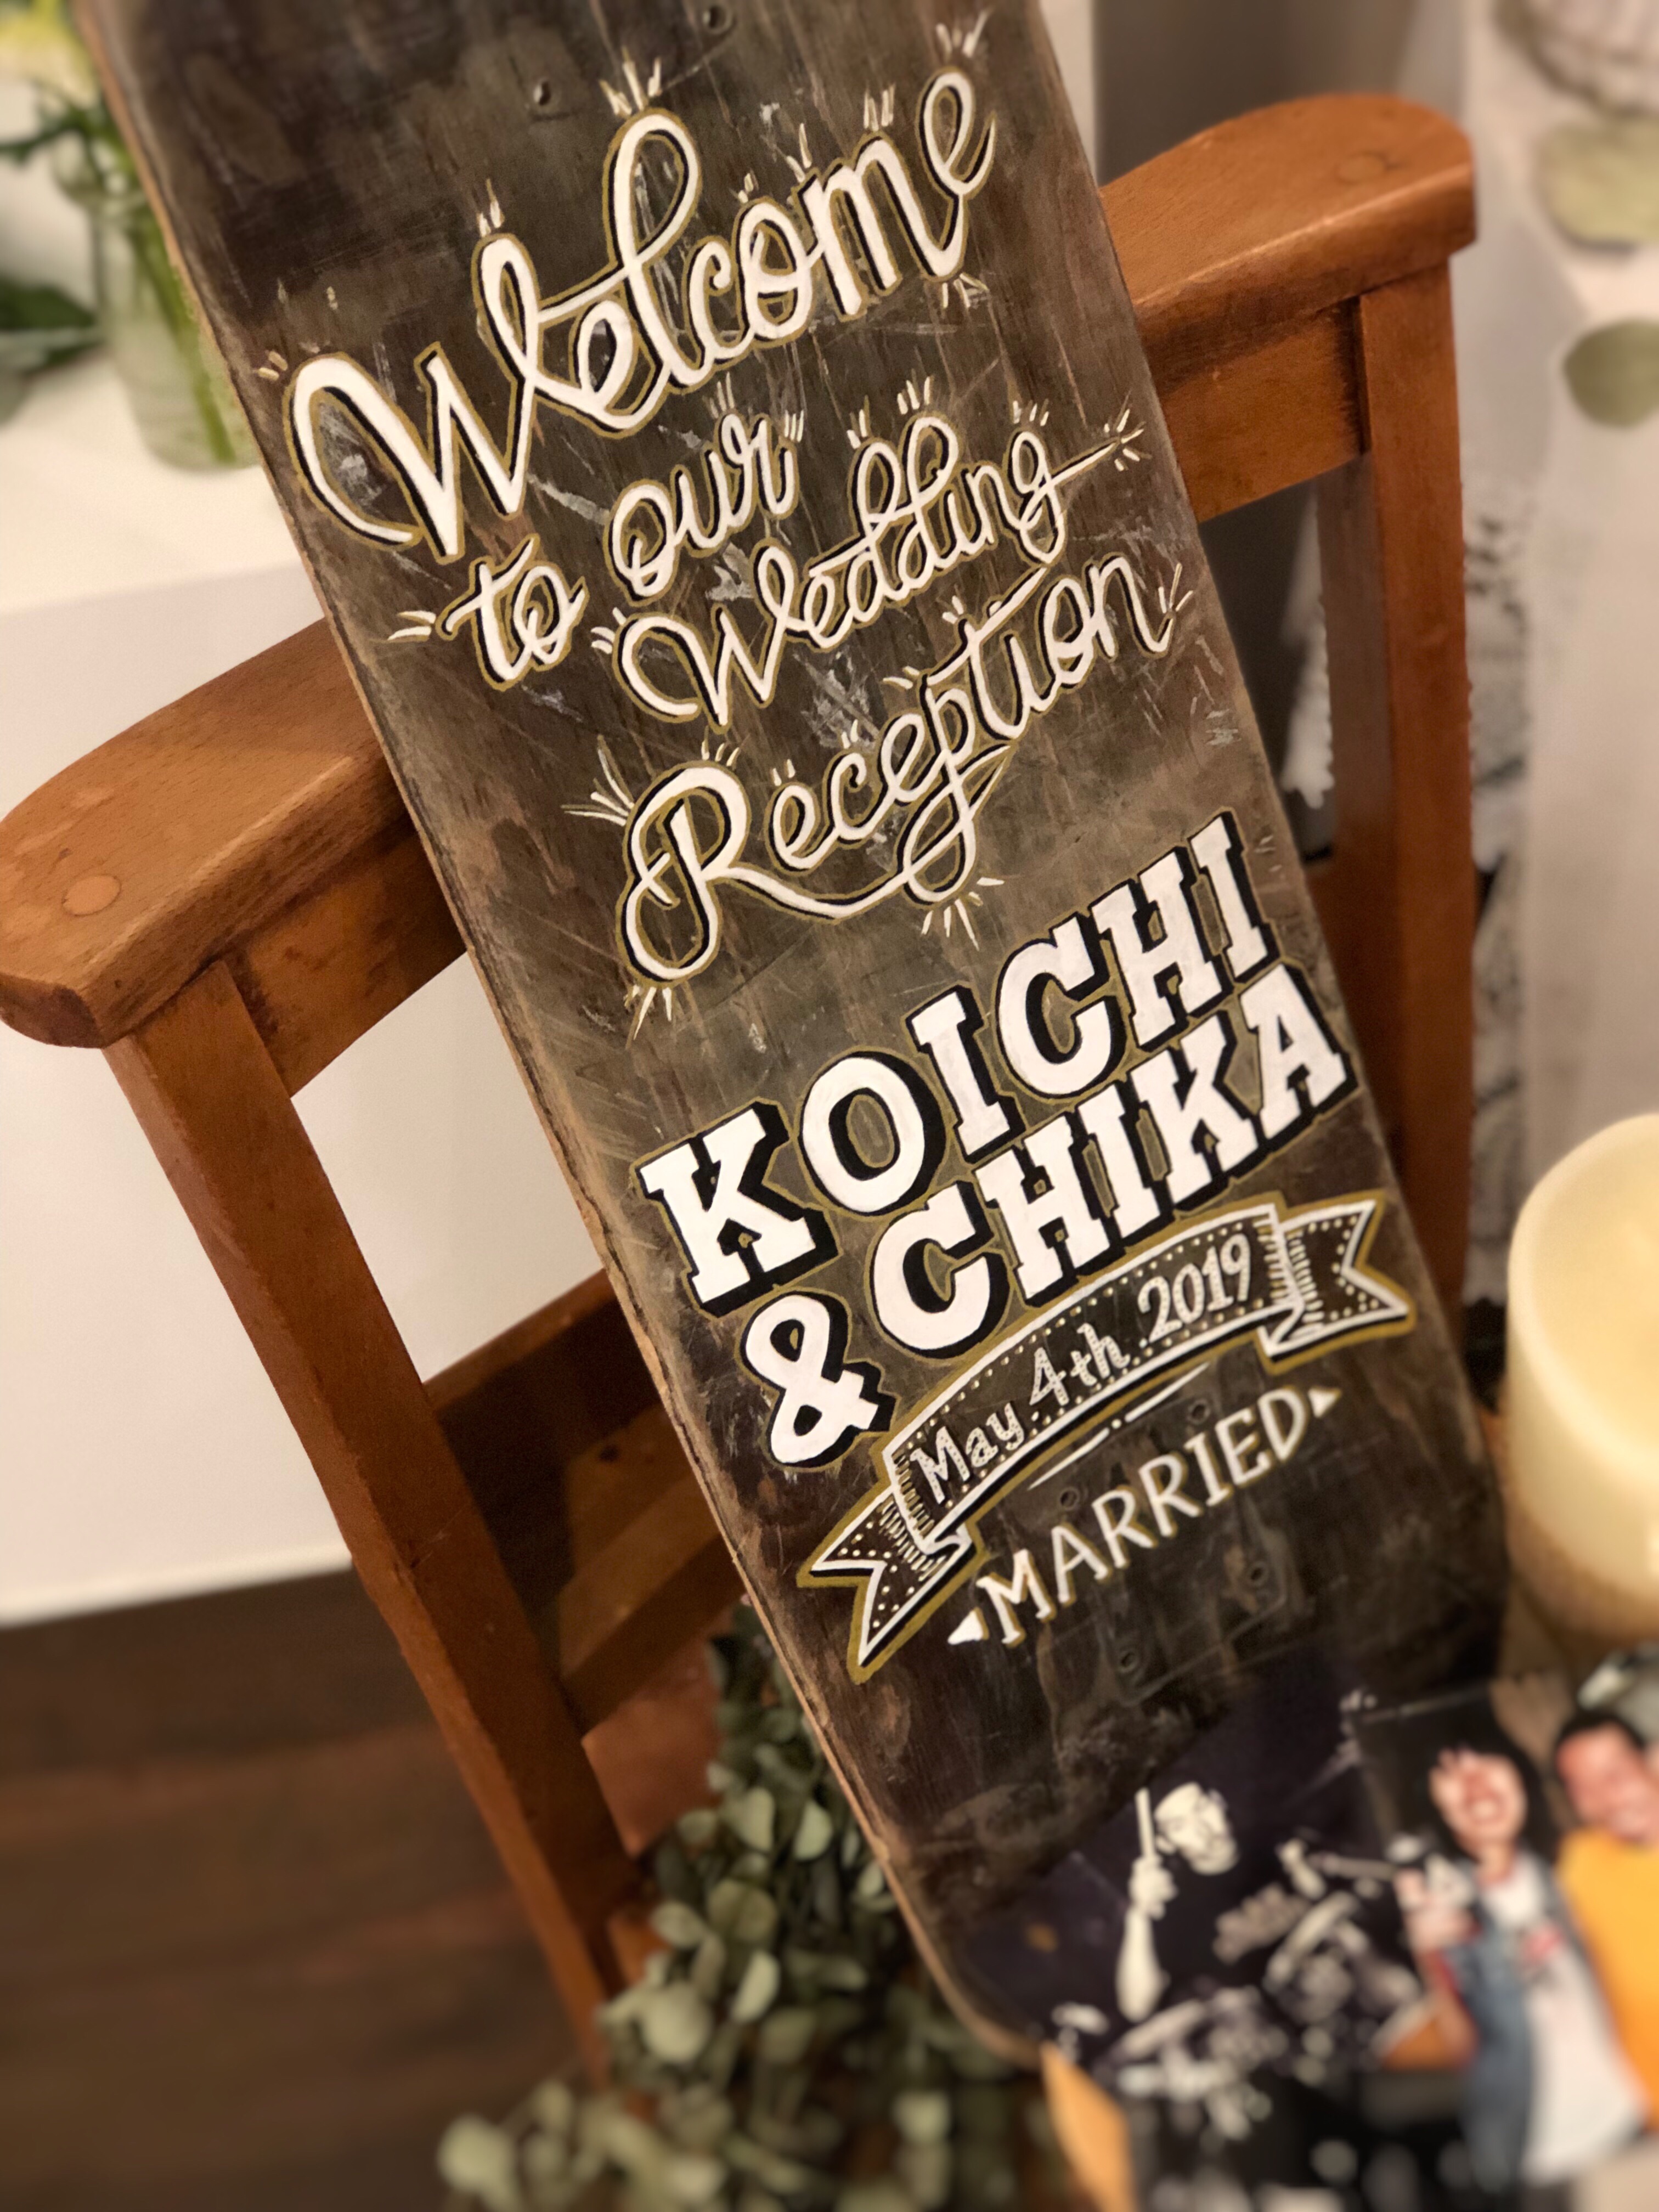 Welcome
to our
Wedding
Reception
KOICHI
& CHIKA
May 4th 2019
MARRIED